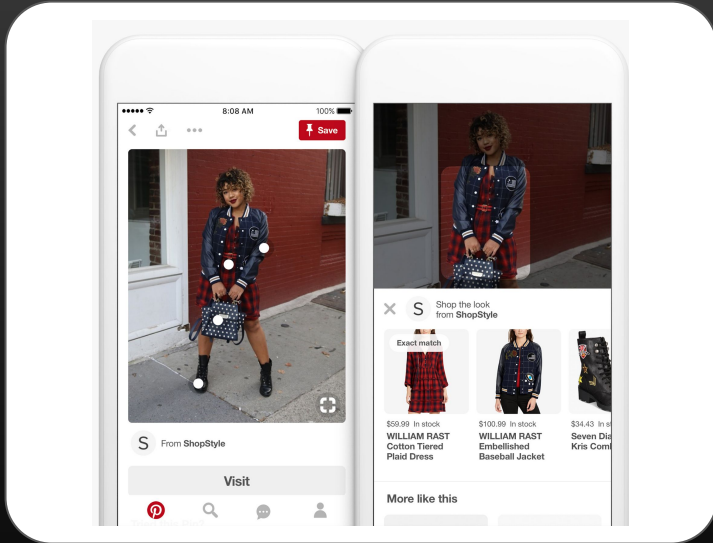 8:08 AM
100%
Save
S
From ShopStyle
Visit
S
Shop the look
from ShopStyle
Exact match
$59.99 In stock
WILLIAM RAST
Cotton Tiered
Plaid Dress
$100.99 In stock
WILLIAM RAST
Embellished
Baseball Jacket
$34.43 In st
Seven Dia
Kris Comb
More like this